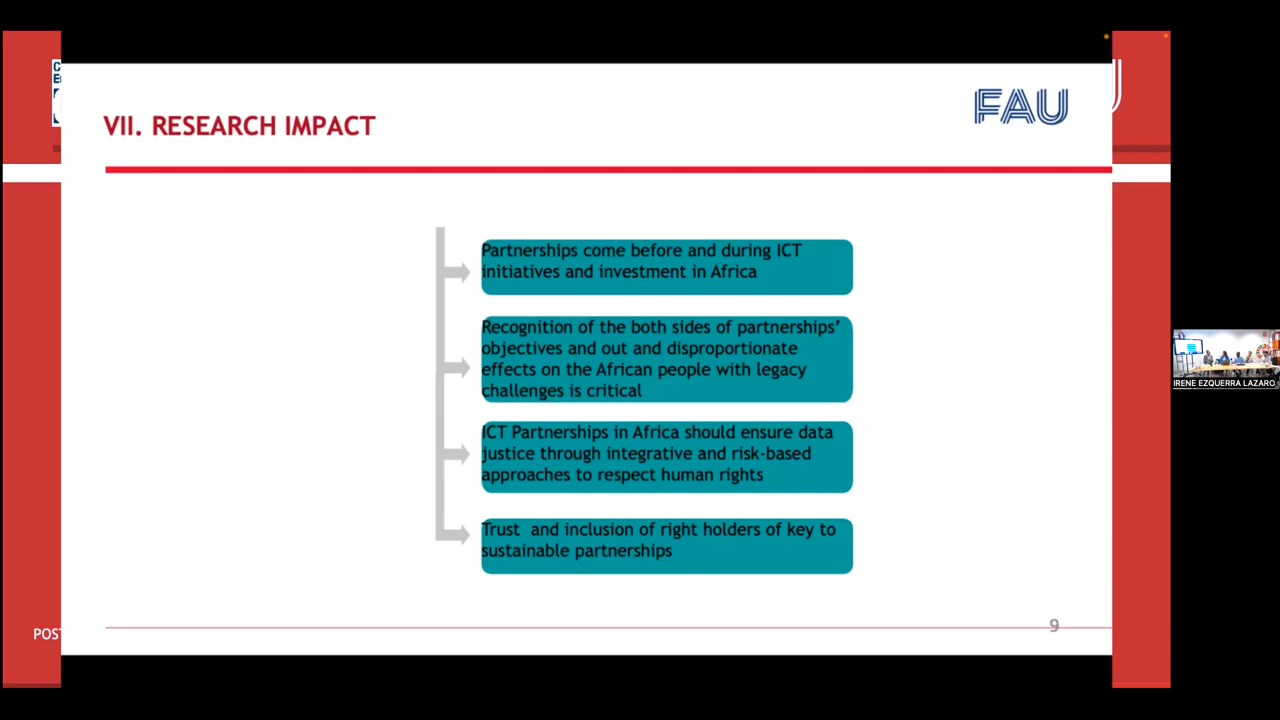 VII. RESEARCH IMPACT
FAU
Partnerships come before and during ICT
initiatives and investment in Africa
Recognition of the both sides of partnerships’
objectives and out and disproportionate
effects on the African people with legacy
challenges is critical
ICT Partnerships in Africa should ensure data
justice through integrative and risk-based
approaches to respect human rights
Trust and inclusion of right holders of key to
sustainable partnerships
9
POST
IRENE EZQUERRA LAZARO